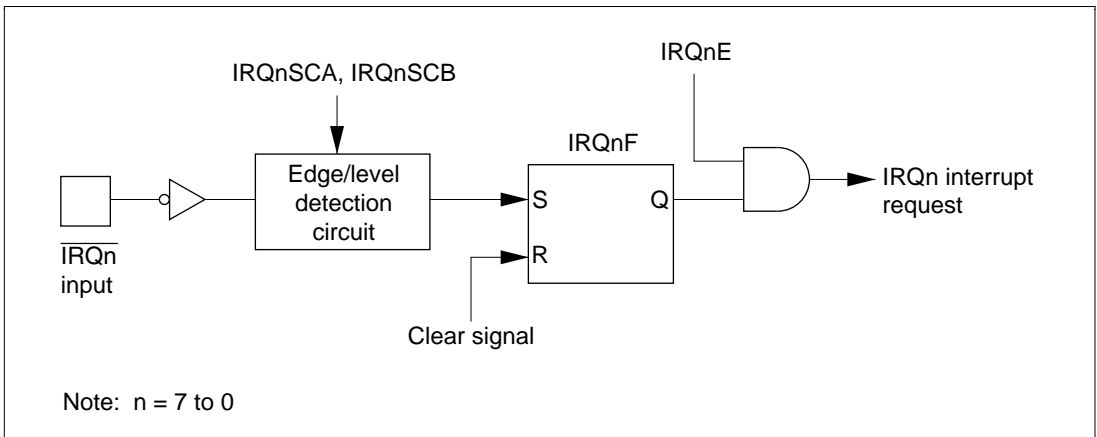 IRQnE
IRQnSCA, IRQnSCB
IRQnF
Edge/level
detection
circuit
S
Q
R
IRQn interrupt
request
IRQn
input
Clear signal
Note: n = 7 to 0